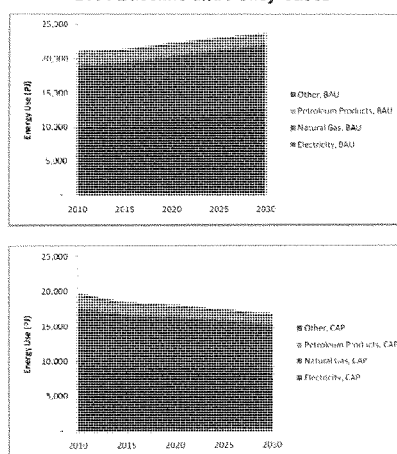 25,000
20,000
15,000
10,000
5,000
-
Energy Use (PJ)
2010 2015 2020 2025 2030
Other, BAU
Petroleum Products, BAU
Natural Gas, BAU
Electricity, BAU
25,000
20,000
15,000
10,000
5,000
-
Energy Use (PJ)
2010 2015 2020 2025 2030
Other, CAP
Petroleum Products, CAP
Natural Gas, CAP
Electricity, CAP